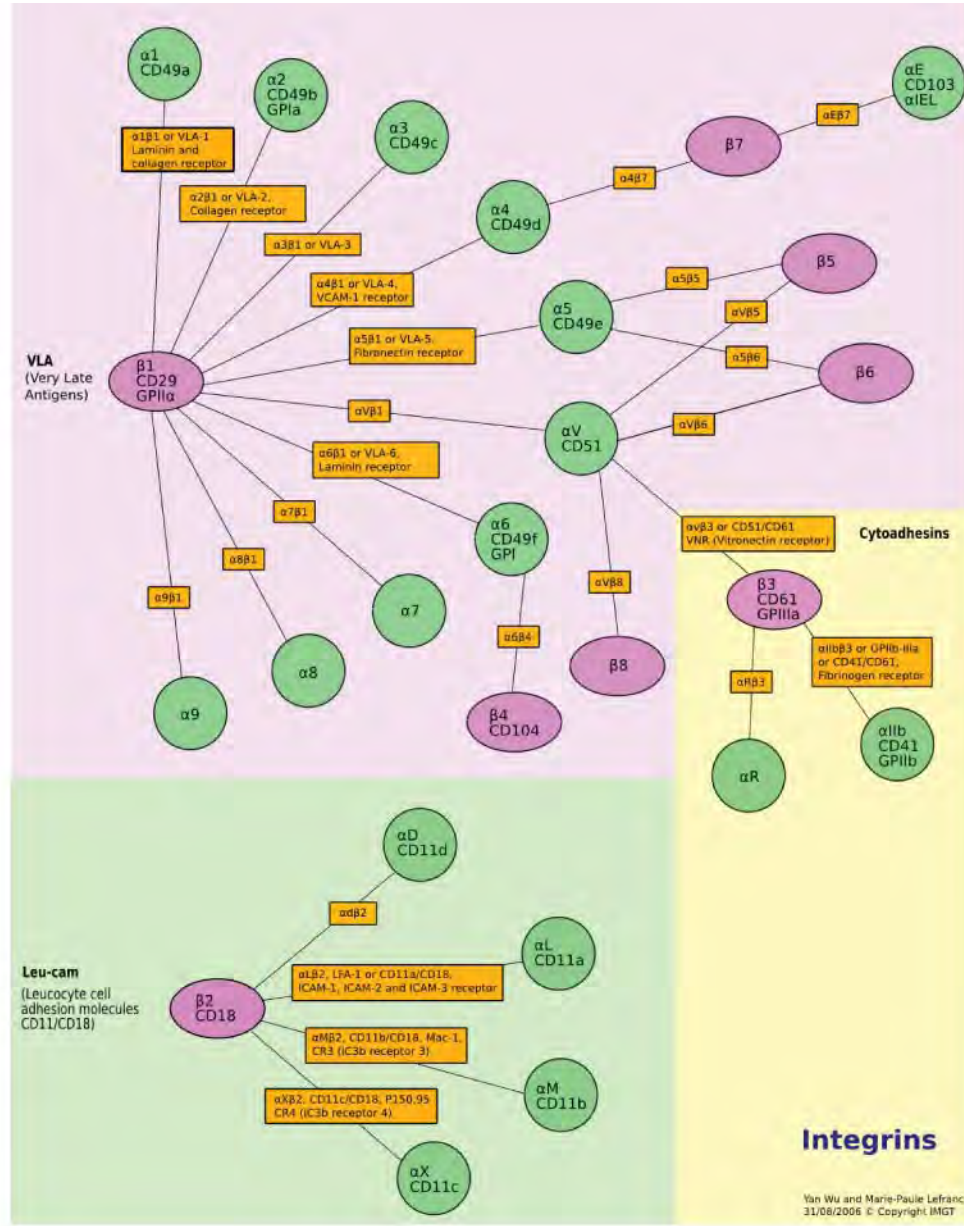 α1
CD49a
α2
CD49b
GPIa
α3
CD49c
αE
CD103
αIEL
αEβ7
β7
α4β7
α1β1 or VLA-1
Laminin and
collagen receptor
α2β1 or VLA-2,
Collagen receptor
α4
CD49d
α3β1 or VLA-3
α4β1 or VLA-4,
VCAM-1 receptor
β5
α5β5
α5
CD49e
αVβ5
α5β1 or VLA-5.
Fibronectin receptor
α5β6
β6
VLA
(Very Late
Antigens)
β1
CD29
GPIIα
αVβ1
αV
CD51
αVβ6
α6β1 or VLA-6,
Laminin receptor
α7β1
α6
CD49f
GPI
αvβ3 or CD51/CD61
VNR (Vitronectin receptor)
Cytoadhesins
α8β1
αVβ8
β3
CD61
GPIIIa
α9β1
α7
α6β4
αIIbβ3 or GPIIb-IIIa
or CD41/CD61,
Fibrinogen receptor
α8
β8
αRβ3
α9
β4
CD104
αIIb
CD41
GPIIb
αR
αD
CD11d
αdβ2
αL
CD11a
Leu-cam
(Leucocyte cell
adhesion molecules
CD11/CD18)
αLβ2, LFA-1 or CD11a/CD18,
ICAM-1, ICAM-2 and ICAM-3 receptor
β2
CD18
αMβ2, CD11b/CD18, Mac-1,
CR3 (iC3b receptor 3)
αM
CD11b
αXβ2, CD11c/CD18, P150,95
CR4 (iC3b receptor 4)
αX
CD11c
Integrins
Yan Wu and Marie-Paule Lefranc
31/08/2006 © Copyright IMGT